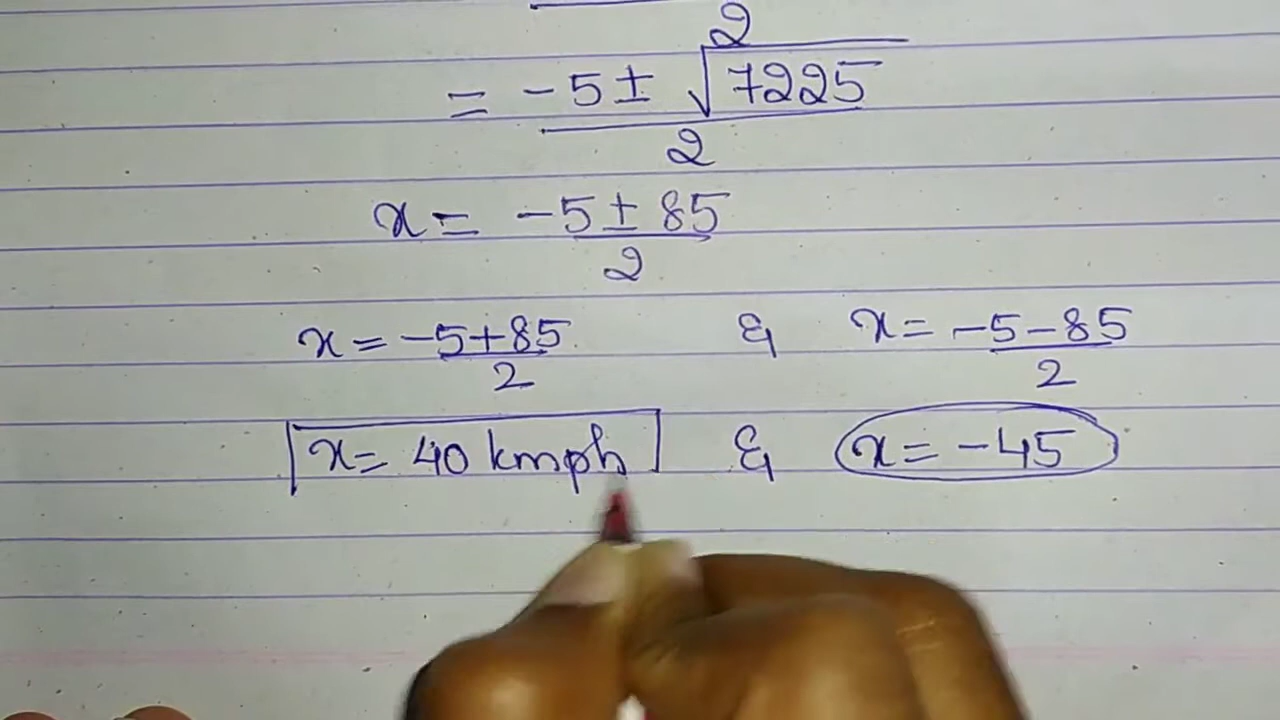 2
= -5 ± √7225
2
x = -5 ± 85
2
x = -5+85 & x = -5-85
2 2
x = 40 kmph & x = -45